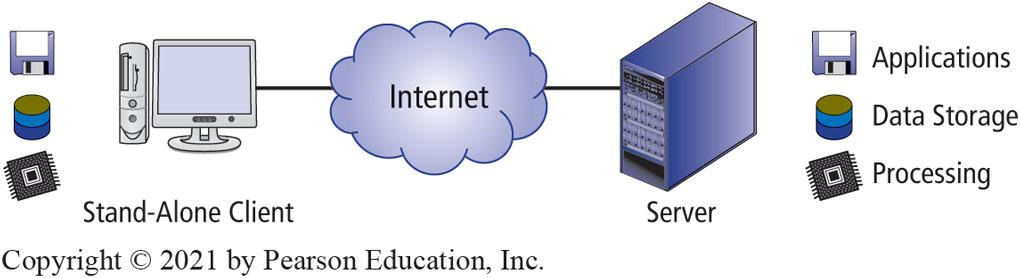 Internet
Applications
Data Storage
Processing
Stand-Alone Client
Server
Copyright © 2021 by Pearson Education, Inc.